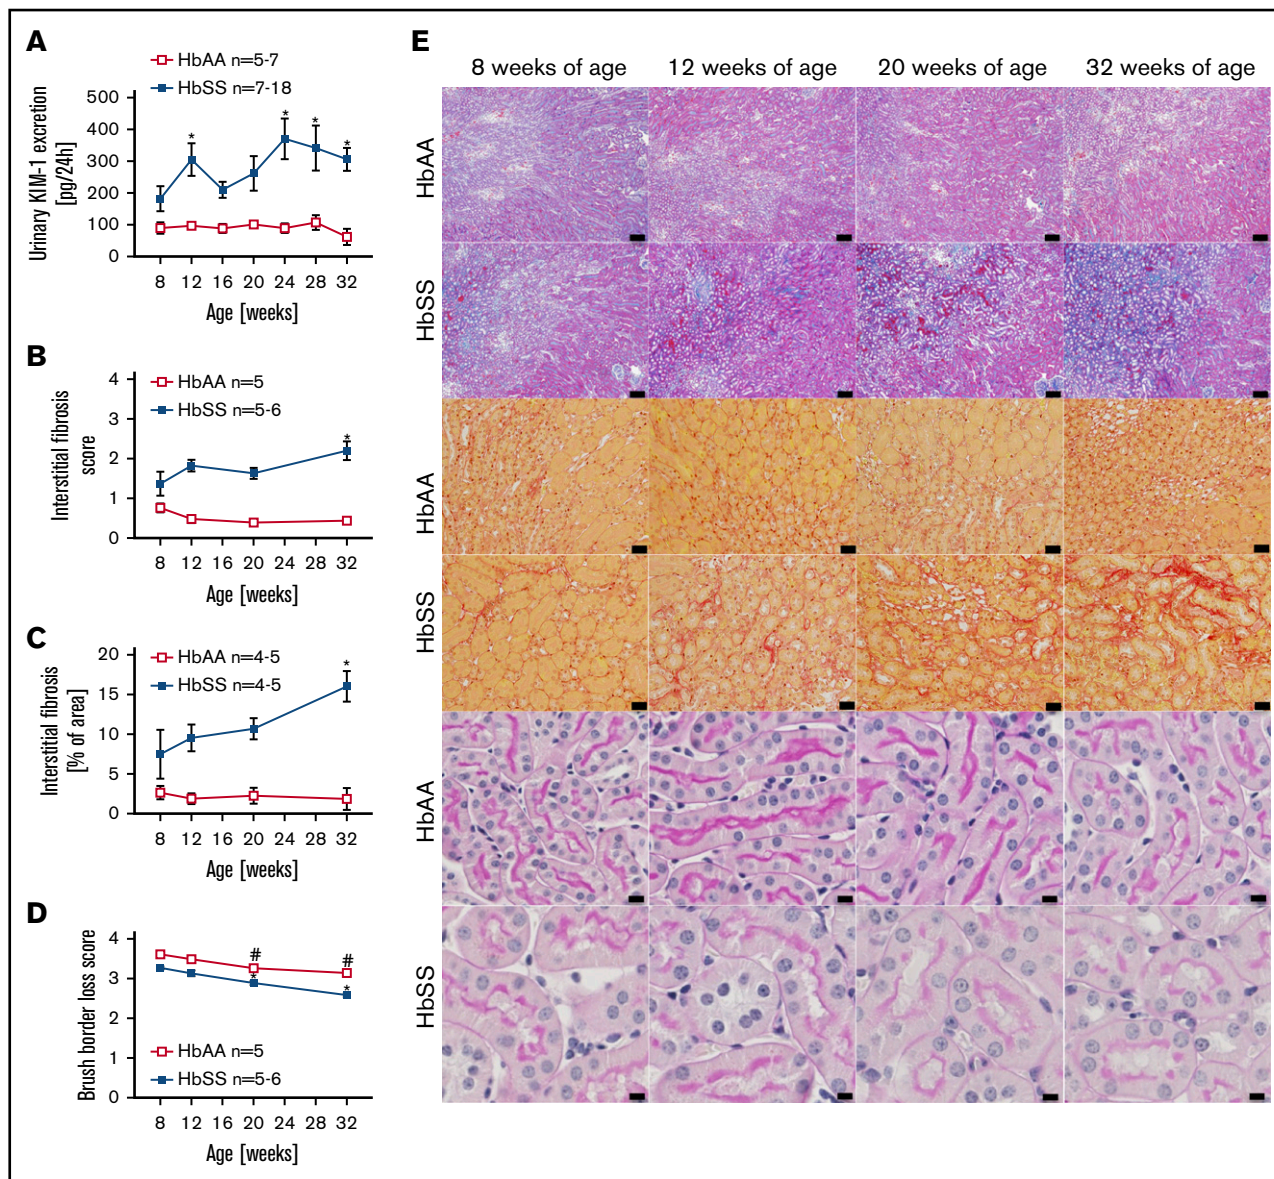 A
HbAA n=5-7
HbSS n=7-18
Urinary KIM-1 excretion
[pg/24h]
500
400
300
200
100
0
* * * *
8 12 16 20 24 28 32
Age [weeks]
B
HbAA n=5
HbSS n=5-6
Interstitial fibrosis
score
4
3
2
1
0
*
8 12 16 20 24 28 32
Age [weeks]
C
HbAA n=4-5
HbSS n=4-5
Interstitial fibrosis
[% of area]
20
15
10
5
0
*
8 12 16 20 24 28 32
Age [weeks]
D
Brush border loss score
4
3
2
1
0
# #
* *
HbAA n=5
HbSS n=5-6
8 12 16 20 24 28 32
Age [weeks]
E
8 weeks of age 12 weeks of age 20 weeks of age 32 weeks of age
HbAA
HbSS
HbAA
HbSS
HbAA
HbSS